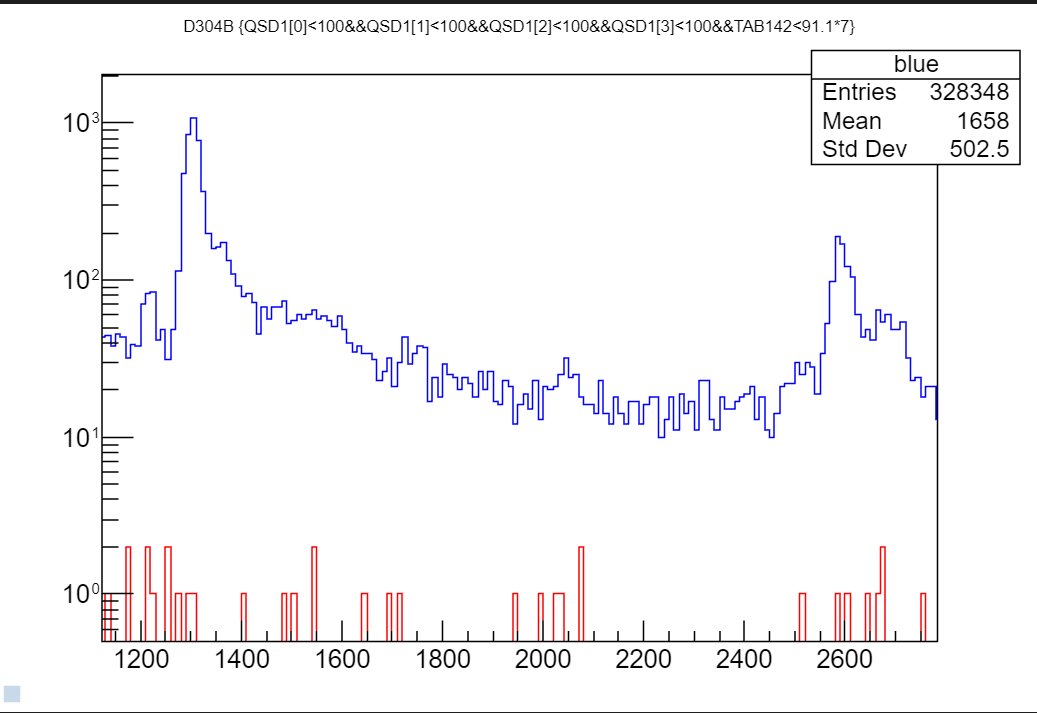 D304B {QSD1[0]<100&&QSD1[1]<100&&QSD1[2]<100&&QSD1[3]<100&&TAB142<91.1*7}
blue
Entries 328348
Mean 1658
Std Dev 502.5
10³
10²
10¹
10⁰
1200 1400 1600 1800 2000 2200 2400 2600